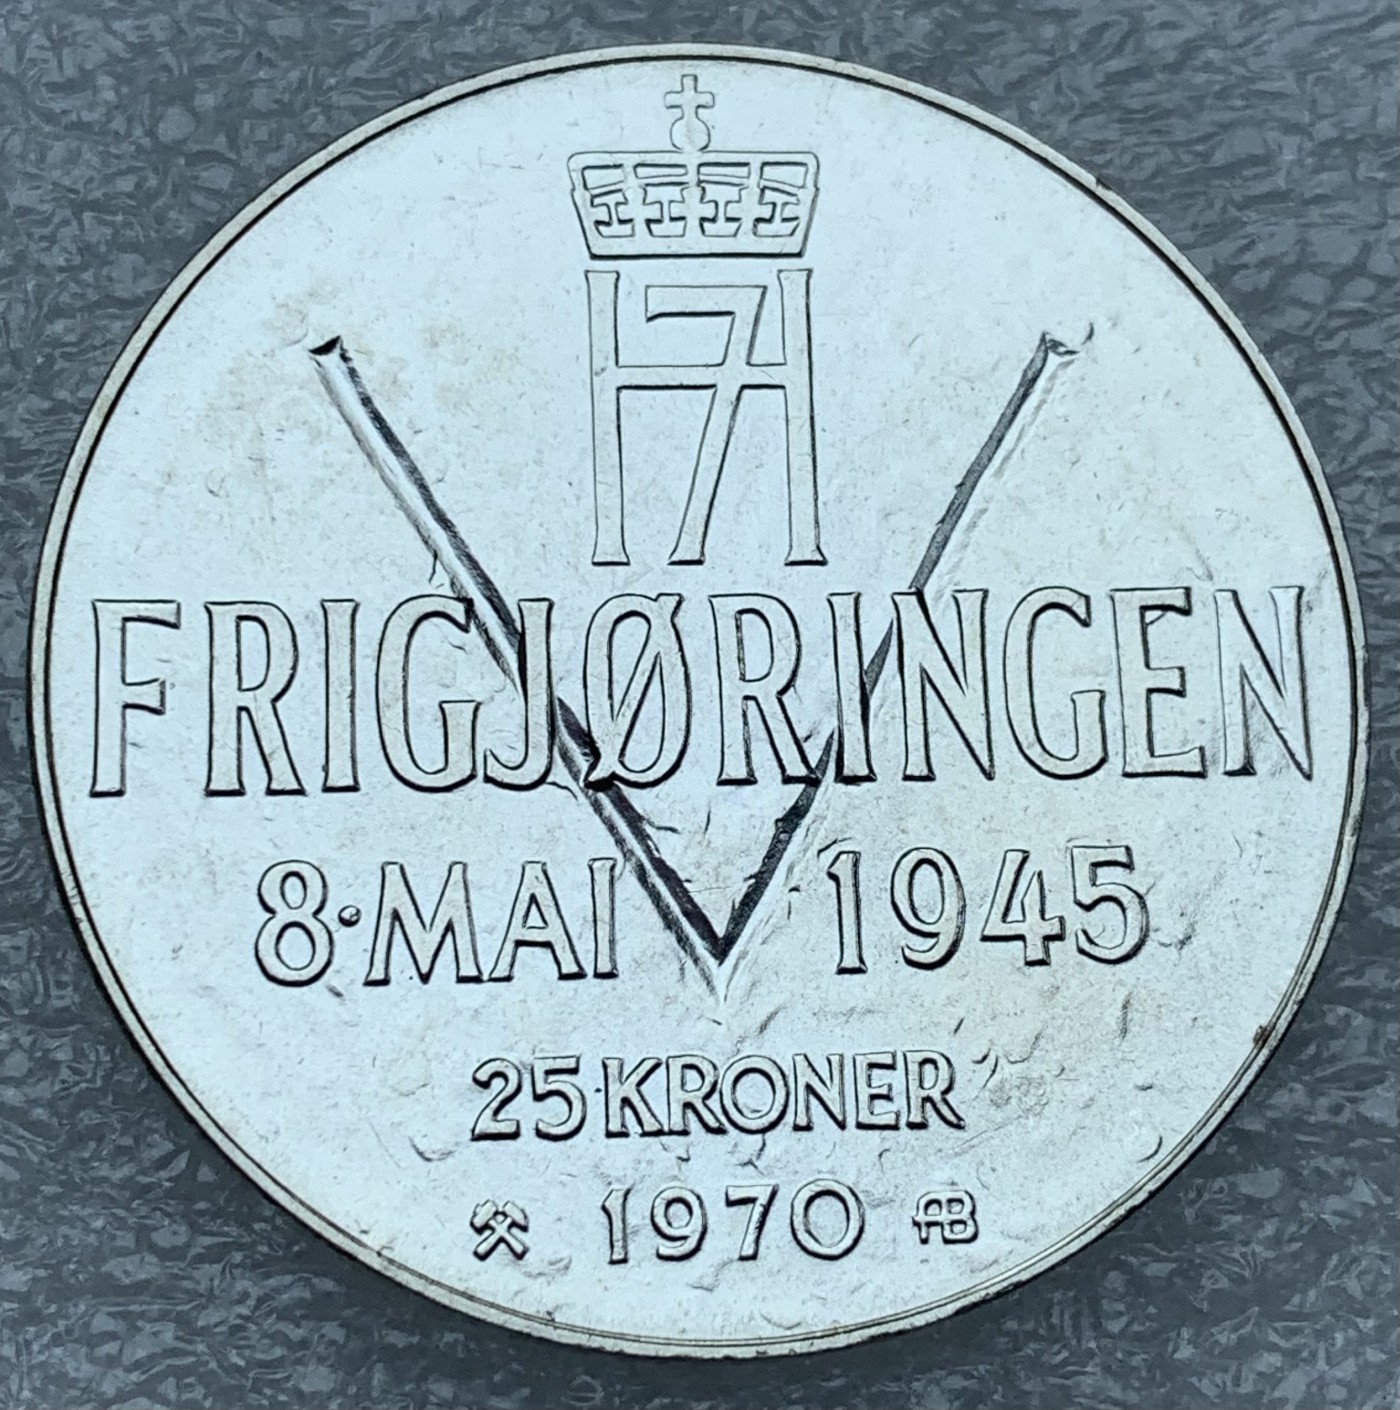 H7
FRIGJØRINGEN
8·MAI 1945
25 KRONER
1970 AB